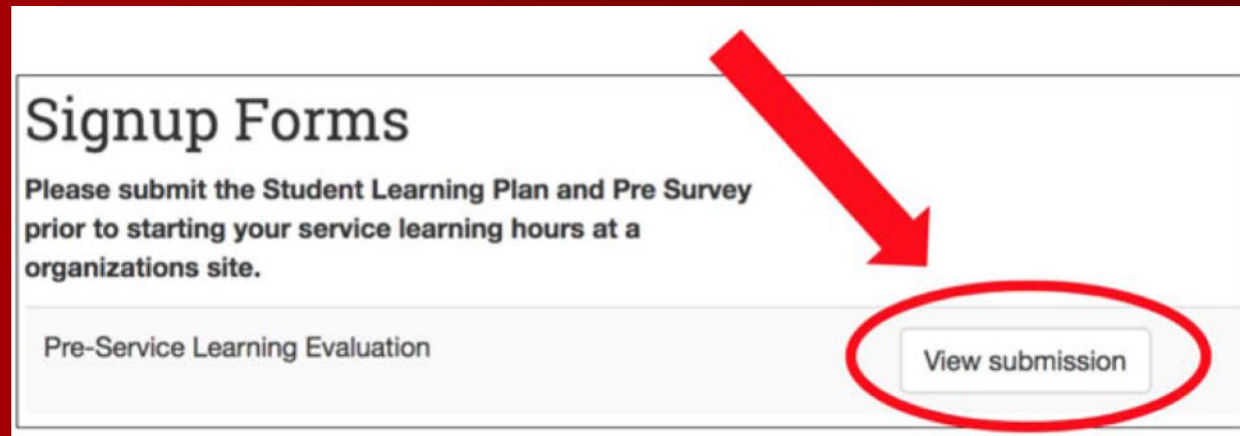 Signup Forms
Please submit the Student Learning Plan and Pre Survey
prior to starting your service learning hours at a
organizations site.
Pre-Service Learning Evaluation
View submission